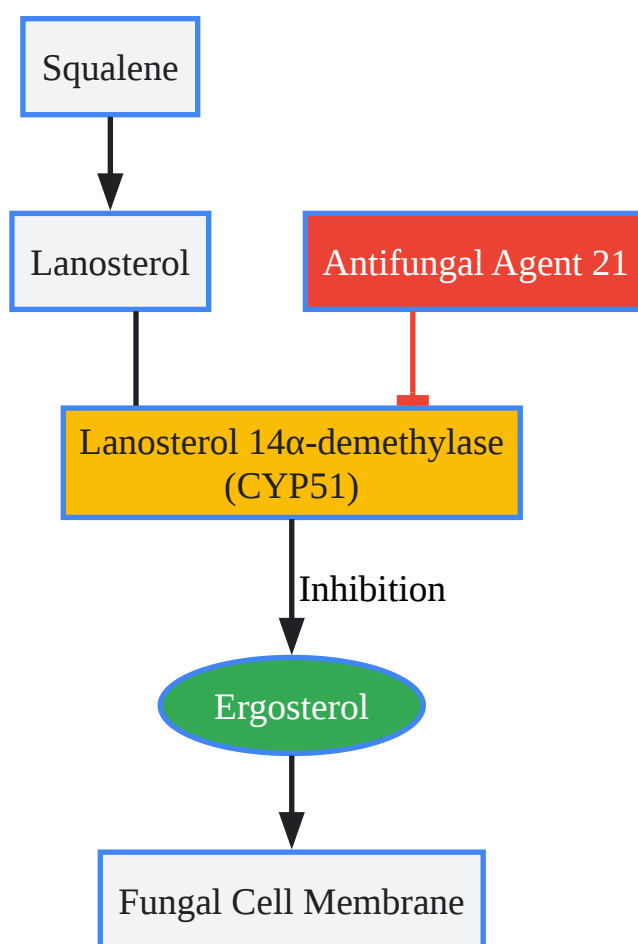 Squalene
Lanosterol
Antifungal Agent 21
Lanosterol 14α-demethylase
(CYP51)
Inhibition
Ergosterol
Fungal Cell Membrane